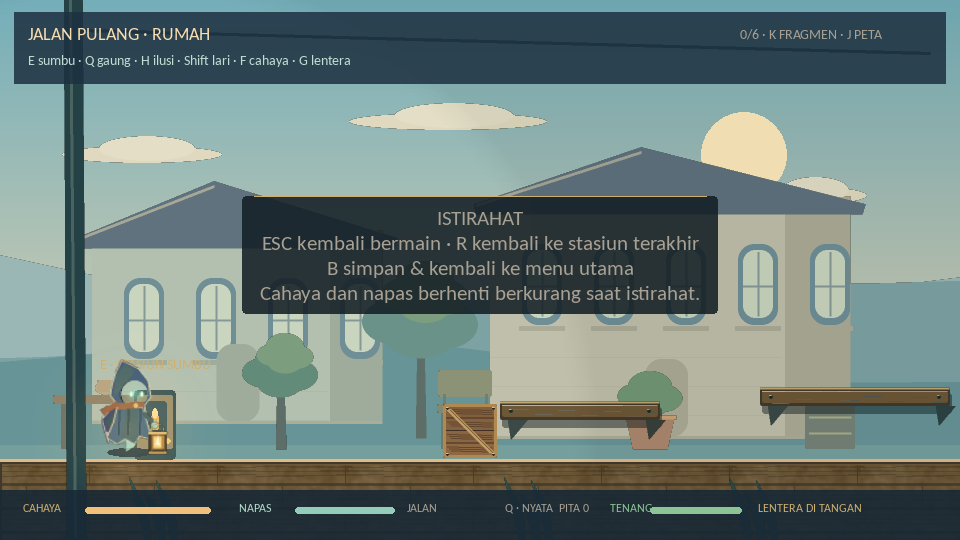 JALAN PULANG · RUMAH
0/6 · K FRAGMEN · J PETA
E sumbu · Q gaung · H ilusi · Shift lari · F cahaya · G lentera
ISTIRAHAT
ESC kembali bermain · R kembali ke stasiun terakhir
B simpan & kembali ke menu utama
Cahaya dan napas berhenti berkurang saat istirahat.
E SUMBU
CAHAYA
NAPAS
JALAN
Q · NYATA PITA 0
TENANG
LENTERA DI TANGAN